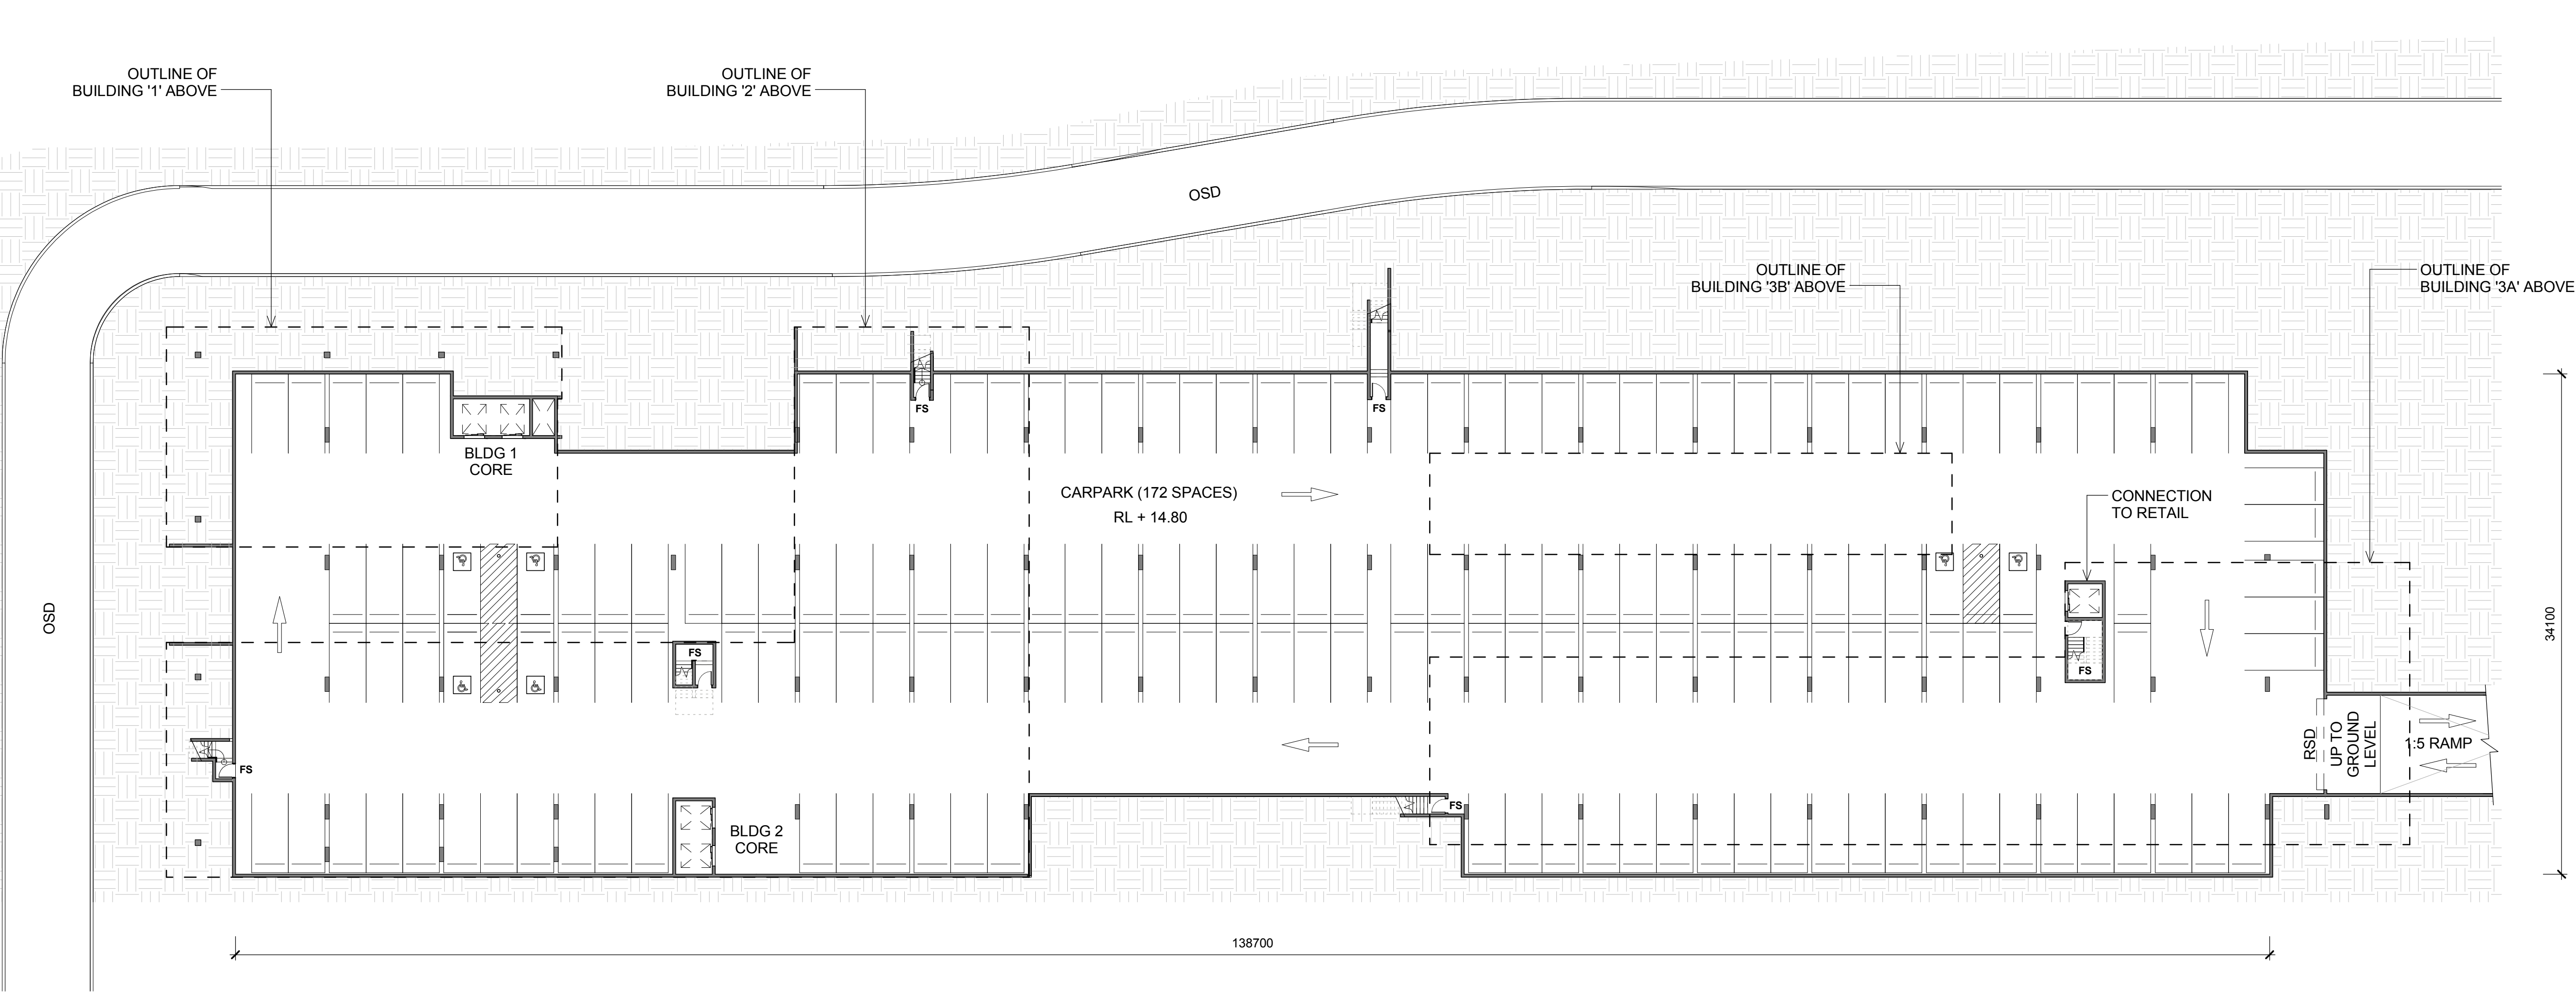 OUTLINE OF
BUILDING '1' ABOVE
OUTLINE OF
BUILDING '2' ABOVE
OSD
OUTLINE OF
BUILDING '3B' ABOVE
OUTLINE OF
BUILDING '3A' ABOVE
FS
FS
BLDG 1
CORE
CARPARK (172 SPACES)
RL + 14.80
CONNECTION
TO RETAIL
OSD
34100
FS
FS
FS
RSD
UP TO
GROUND
LEVEL
1:5 RAMP
FS
BLDG 2
CORE
138700